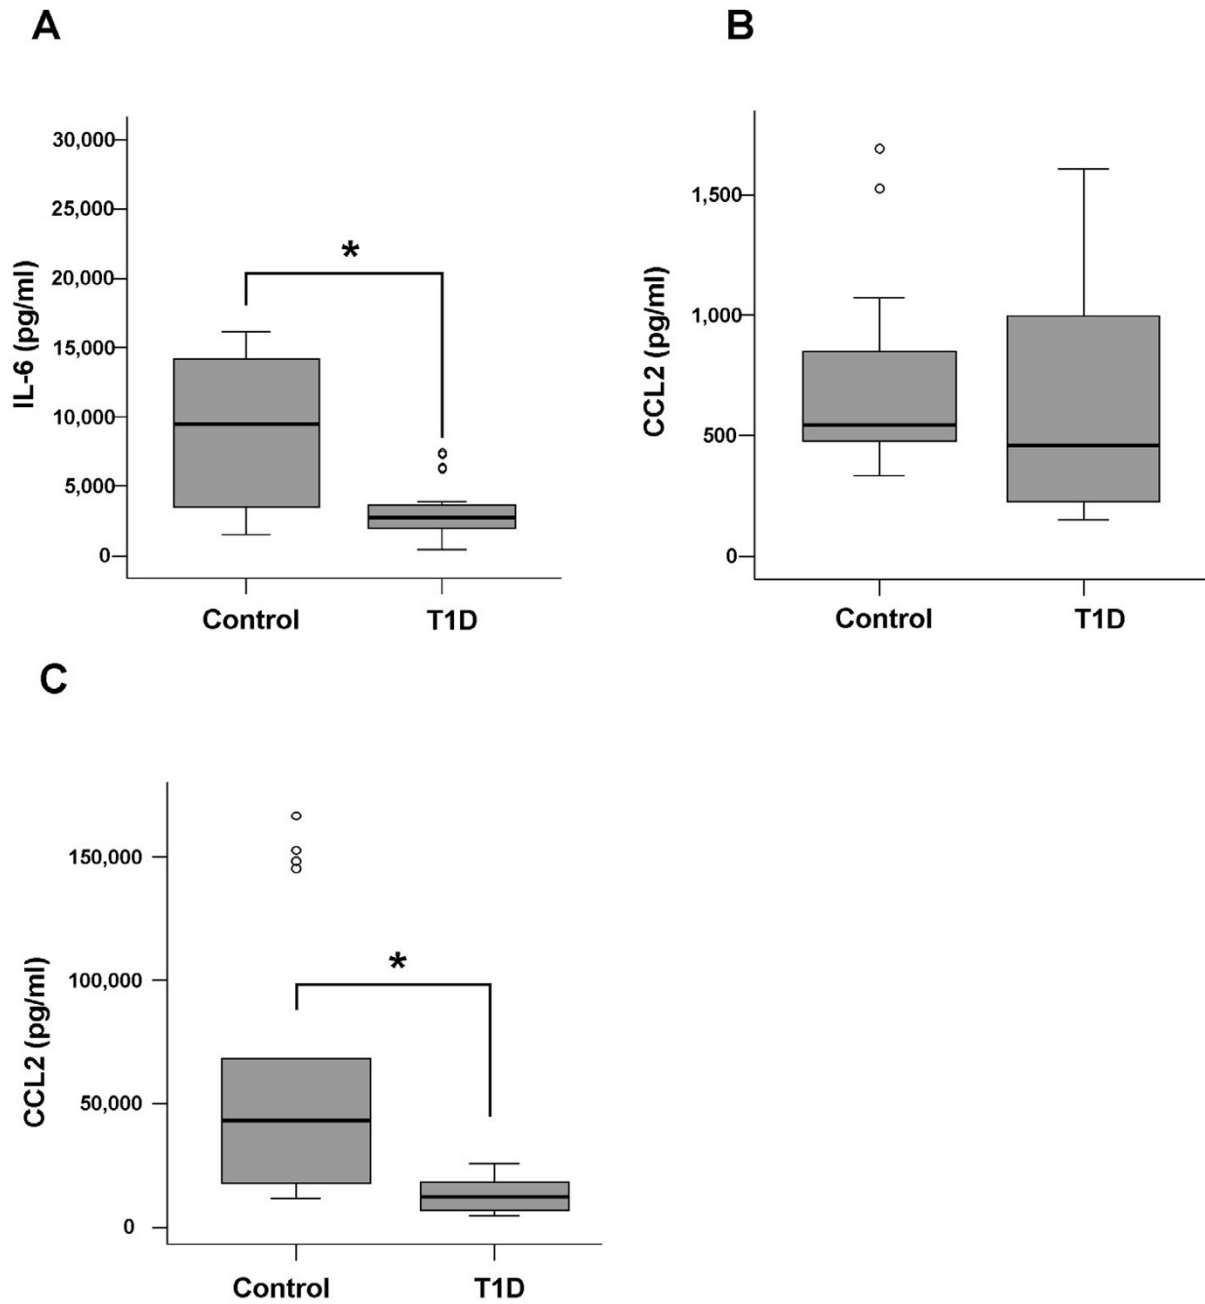 A
IL-6 (pg/ml)
30,000
25,000
20,000
15,000
10,000
5,000
0
*
Control T1D
B
CCL2 (pg/ml)
1,500
1,000
500
0
Control T1D
C
CCL2 (pg/ml)
150,000
100,000
50,000
0
*
Control T1D